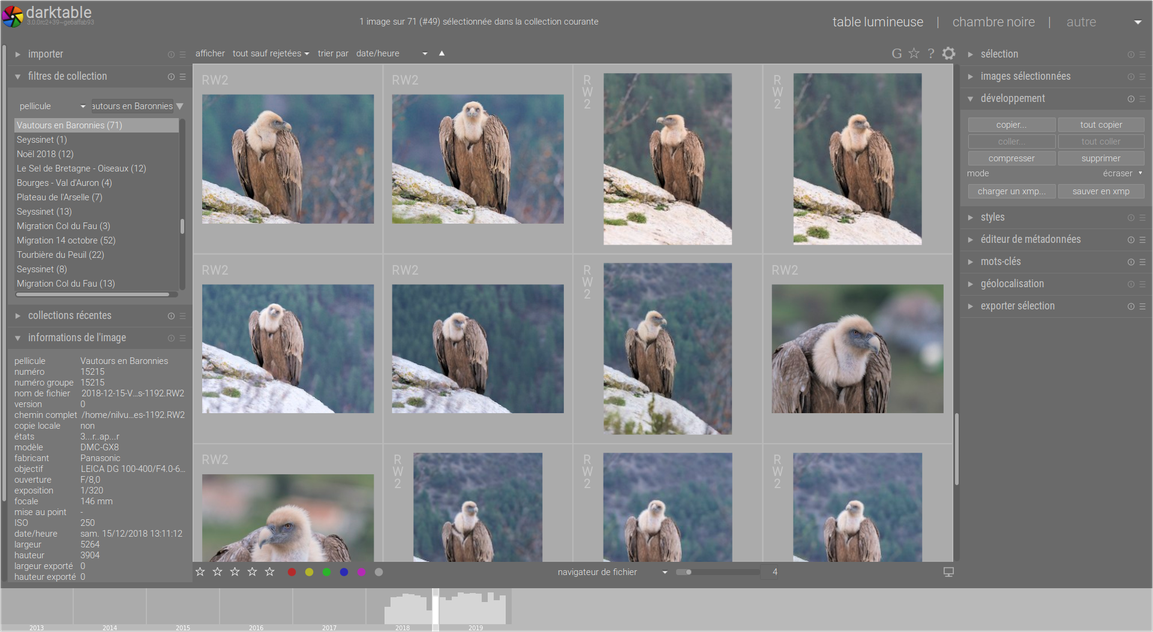 darktable
1 image sur 71 (#49) sélectionnée dans la collection courante
table lumineuse | chambre noire | autre
importer
filtres de collection
pellicule autours en Baronnies
Vautours en Baronnies (71)
Seyssinet (1)
Noël 2018 (12)
Le Sel de Bretagne - Oiseaux (12)
Bourges - Val d'Auron (4)
Plateau de l'Arselle (7)
Seyssinet (13)
Migration Col du Fau (3)
Migration 14 octobre (52)
Tourbière du Peuil (22)
Seyssinet (8)
Migration Col du Fau (13)
collections récentes
informations de l'image
pellicule Vautours en Baronnies
numéro 15215
numéro groupe 15215
nom de fichier 2018-12-15-V...s-1192.RW2
version 0
chemin complet /home/nilvu...es-1192.RW2
copie locale non
états 3...r..ap...r
modèle DMC-GX8
fabricant Panasonic
objectif LEICA DG 100-400/F4.0-6...
ouverture F/8,0
exposition 1/320
focale 146 mm
mise au point -
ISO 250
date/heure sam. 15/12/2018 13:11:12
largeur 5264
hauteur 3904
largeur exporté 0
hauteur exporté 0
afficher tout sauf rejetées trier par date/heure
G ?
RW2
RW2
RW2
RW2
RW2
RW2
RW2
RW2
RW2
RW2
RW2
RW2
navigateur de fichier 4
sélection
images sélectionnées
développement
copier... tout copier
coller... tout coller
compresser supprimer
mode écraser
charger un xmp... sauver en xmp
styles
éditeur de métadonnées
mots-clés
géolocalisation
exporter sélection
2013 2014 2015 2016 2017 2018 2019